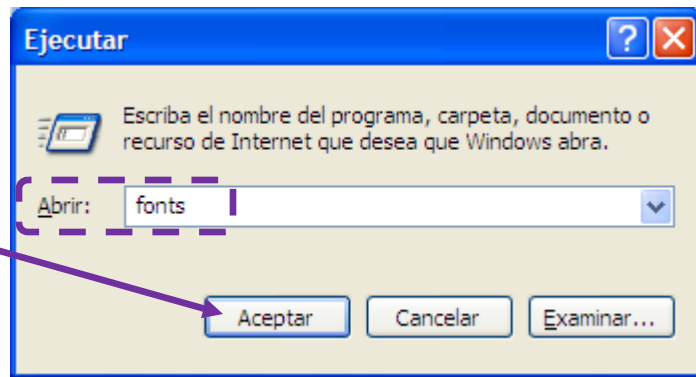 Ejecutar
Escriba el nombre del programa, carpeta, documento o
recurso de Internet que desea que Windows abra.
Abrir: fonts
Aceptar Cancelar Examinar...